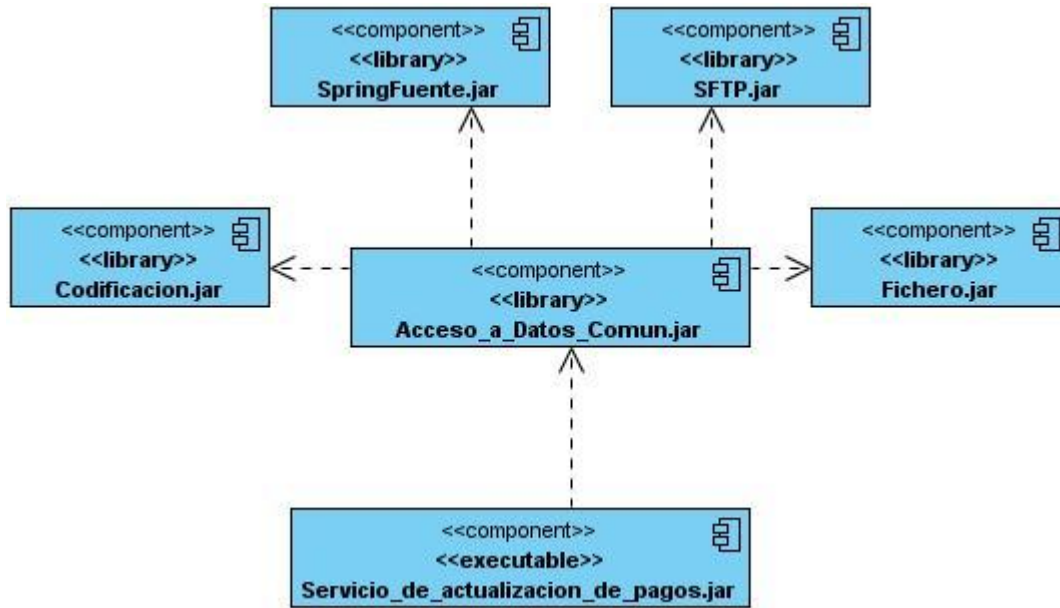 <<component>>
<<library>>
SpringFuente.jar
<<component>>
<<library>>
SFTP.jar
<<component>>
<<library>>
Codificacion.jar
<<component>>
<<library>>
Acceso_a_Datos_Comun.jar
<<component>>
<<library>>
Fichero.jar
<<component>>
<<executable>>
Servicio_de_actualizacion_de_pagos.jar